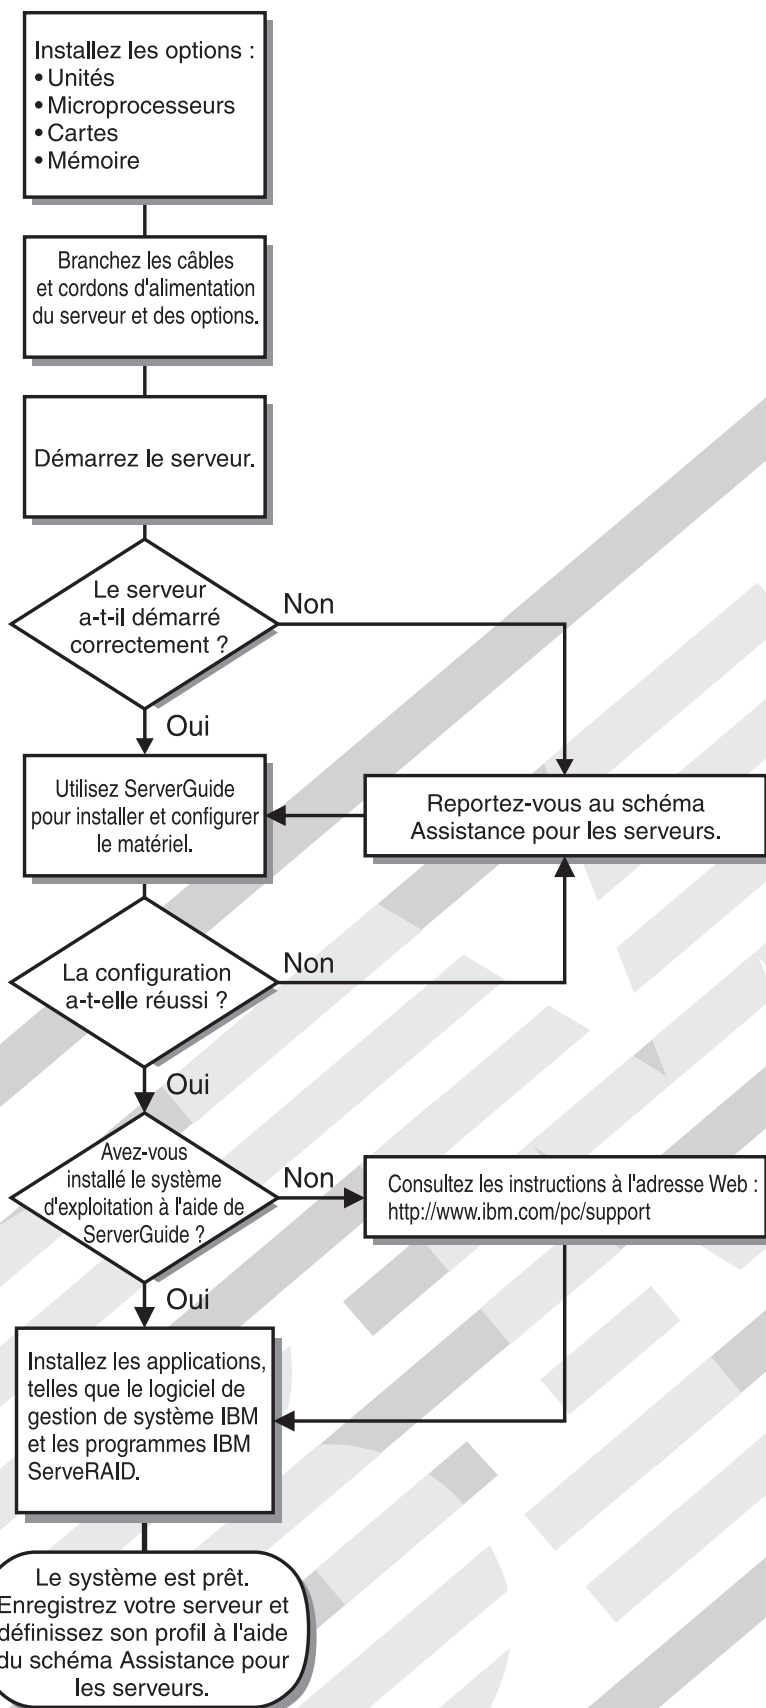 Installez les options :
• Unités
• Microprocesseurs
• Cartes
• Mémoire
Branchez les câbles
et cordons d'alimentation
du serveur et des options.
Démarrez le serveur.
Le serveur
a-t-il démarré
correctement ?
Non
Oui
Utilisez ServerGuide
pour installer et configurer
le matériel.
Reportez-vous au schéma
Assistance pour les serveurs.
La configuration
a-t-elle réussi ?
Non
Oui
Avez-vous
installé le système
d'exploitation à l'aide de
ServerGuide ?
Non
Consultez les instructions à l'adresse Web :
http://www.ibm.com/pc/support
Oui
Installez les applications,
telles que le logiciel de
gestion de système IBM
et les programmes IBM
ServeRAID.
Le système est prêt.
Enregistrez votre serveur et
définissez son profil à l'aide
du schéma Assistance pour
les serveurs.